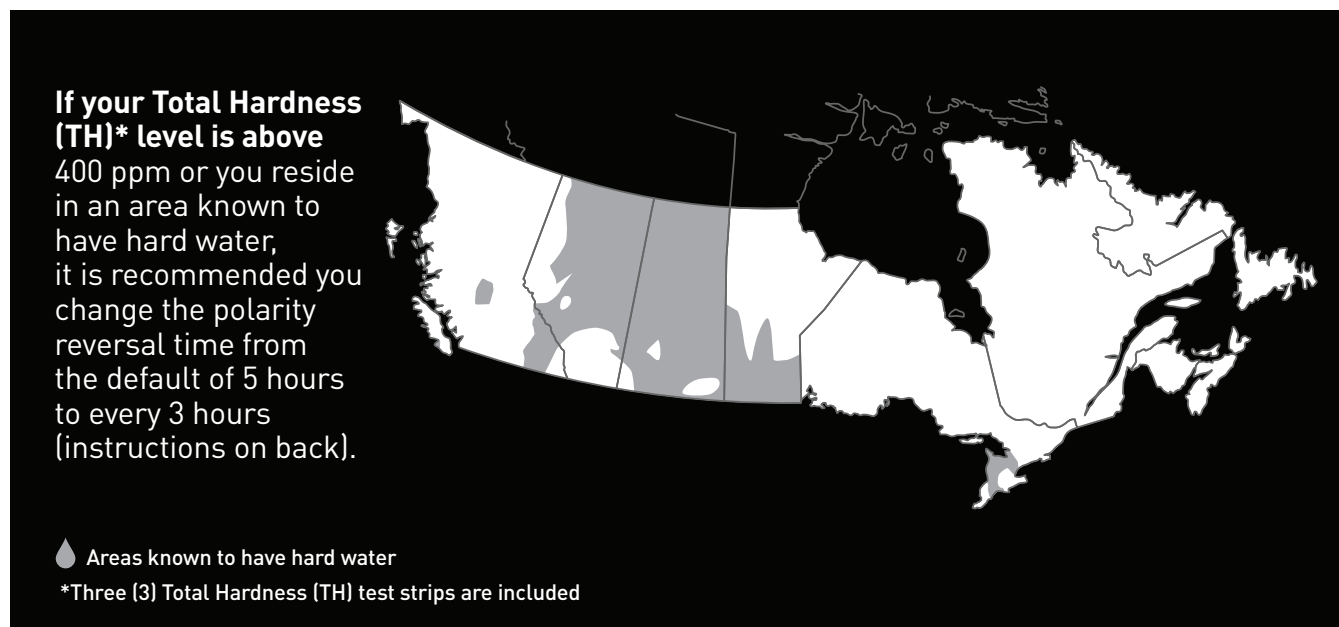 If your Total Hardness
(TH)* level is above
400 ppm or you reside
in an area known to
have hard water,
it is recommended you
change the polarity
reversal time from
the default of 5 hours
to every 3 hours
(instructions on back).
Areas known to have hard water
*Three (3) Total Hardness (TH) test strips are included